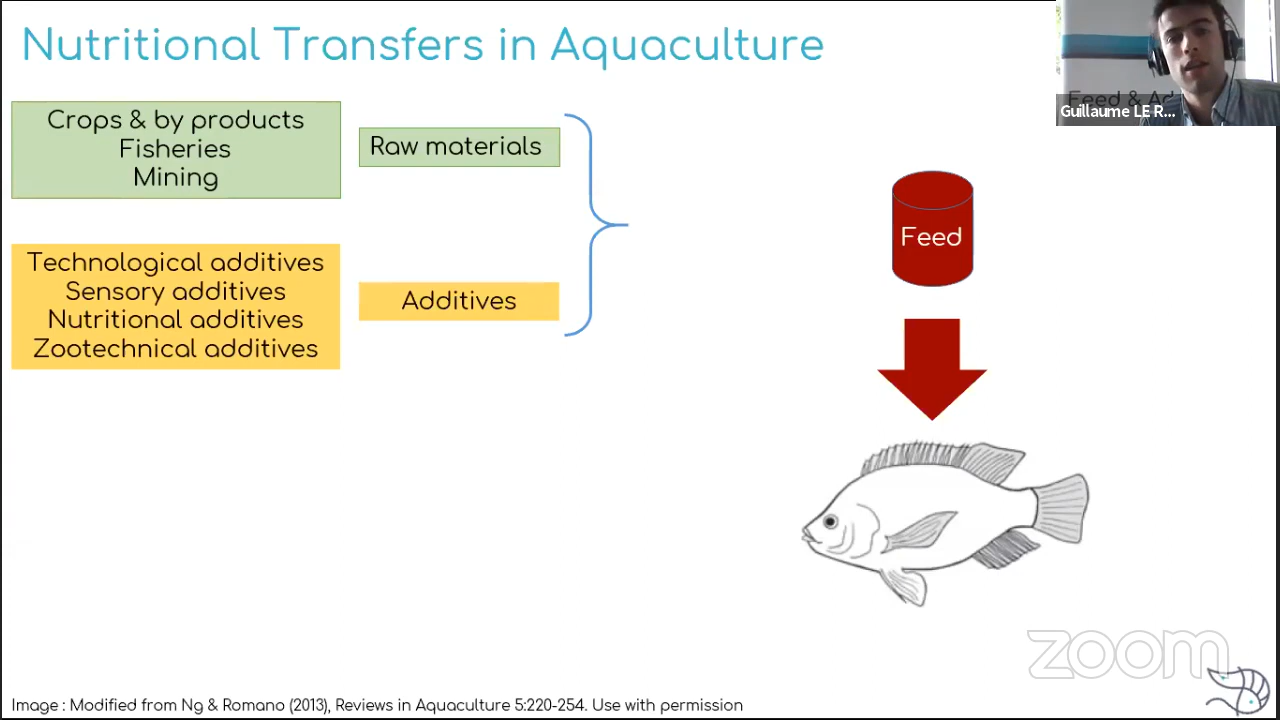 Nutritional Transfers in Aquaculture
Crops & by products
Fisheries
Mining
Raw materials
Technological additives
Sensory additives
Nutritional additives
Zootechnical additives
Additives
Feed & Ad
Guillaume LE R...
Feed
zoom
Image : Modified from Ng & Romano (2013), Reviews in Aquaculture 5:220-254. Use with permission